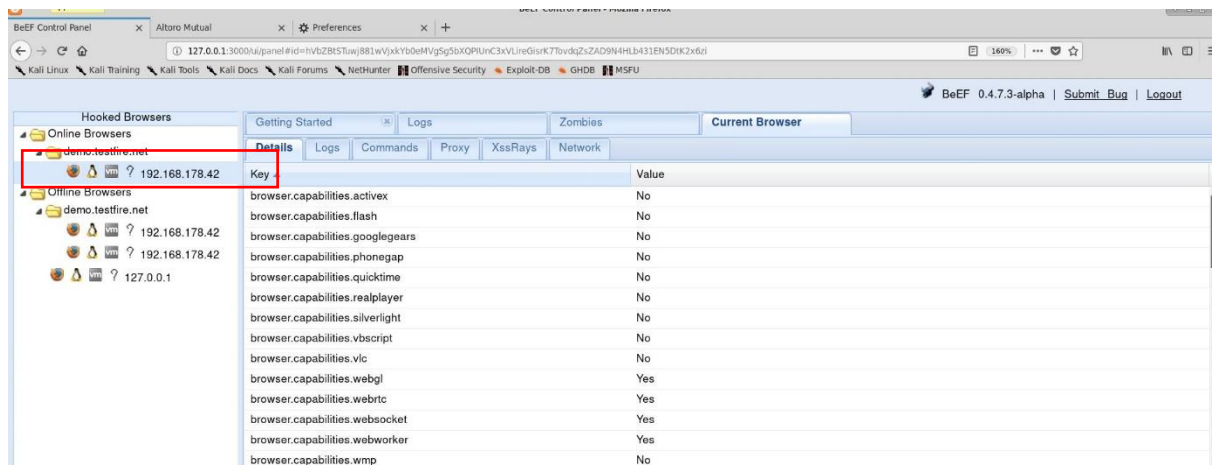 BeEF Control Panel - Mozilla Firefox
BeEF Control Panel × Altoro Mutual × Preferences × +
127.0.0.1:3000/ui/panel#id= 160%
Kali Linux Kali Training Kali Tools Kali Docs Kali Forums NetHunter Offensive Security Exploit-DB GHDB MSFU
BeEF 0.4.7.3-alpha | Submit Bug | Logout
Hooked Browsers
Online Browsers
demo.testfire.net
? 192.168.178.42
Offline Browsers
demo.testfire.net
? 192.168.178.42
? 192.168.178.42
? 127.0.0.1
Getting Started Logs Zombies Current Browser
Details Logs Commands Proxy XssRays Network
Key Value
browser.capabilities.activex No
browser.capabilities.flash No
browser.capabilities.googlegears No
browser.capabilities.phonegap No
browser.capabilities.quicktime No
browser.capabilities.realplayer No
browser.capabilities.silverlight No
browser.capabilities.vbscript No
browser.capabilities.vlc No
browser.capabilities.webgl Yes
browser.capabilities.webrtc Yes
browser.capabilities.websocket Yes
browser.capabilities.webworker Yes
browser.capabilities.wmp No